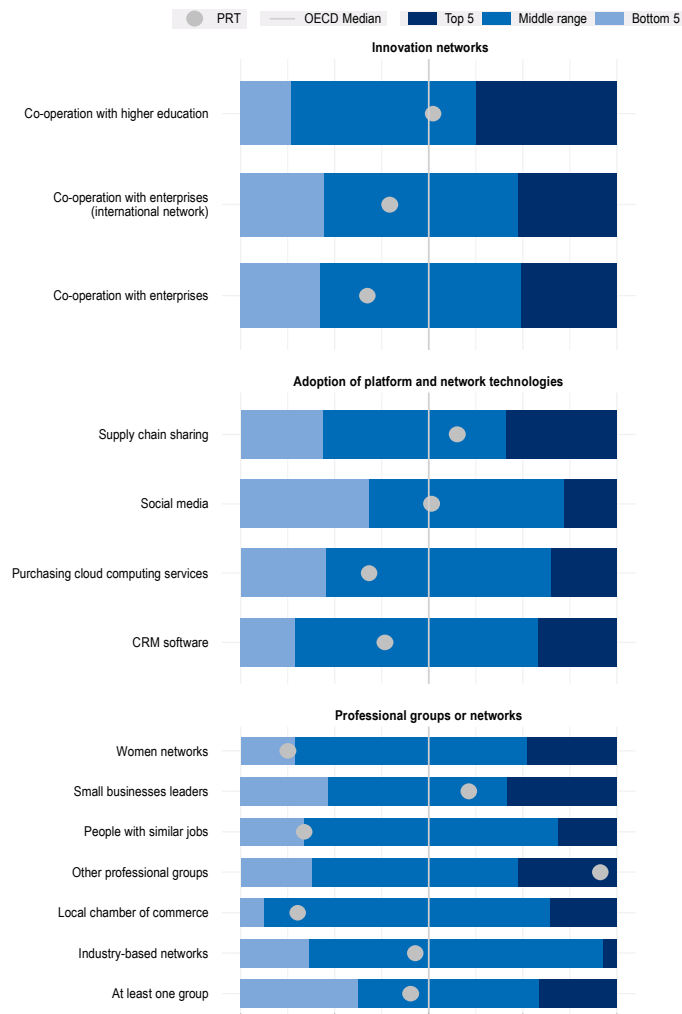 PRT OECD Median Top 5 Middle range Bottom 5
Innovation networks
Co-operation with higher education
Co-operation with enterprises
(international network)
Co-operation with enterprises
Adoption of platform and network technologies
Supply chain sharing
Social media
Purchasing cloud computing services
CRM software
Professional groups or networks
Women networks
Small businesses leaders
People with similar jobs
Other professional groups
Local chamber of commerce
Industry-based networks
At least one group